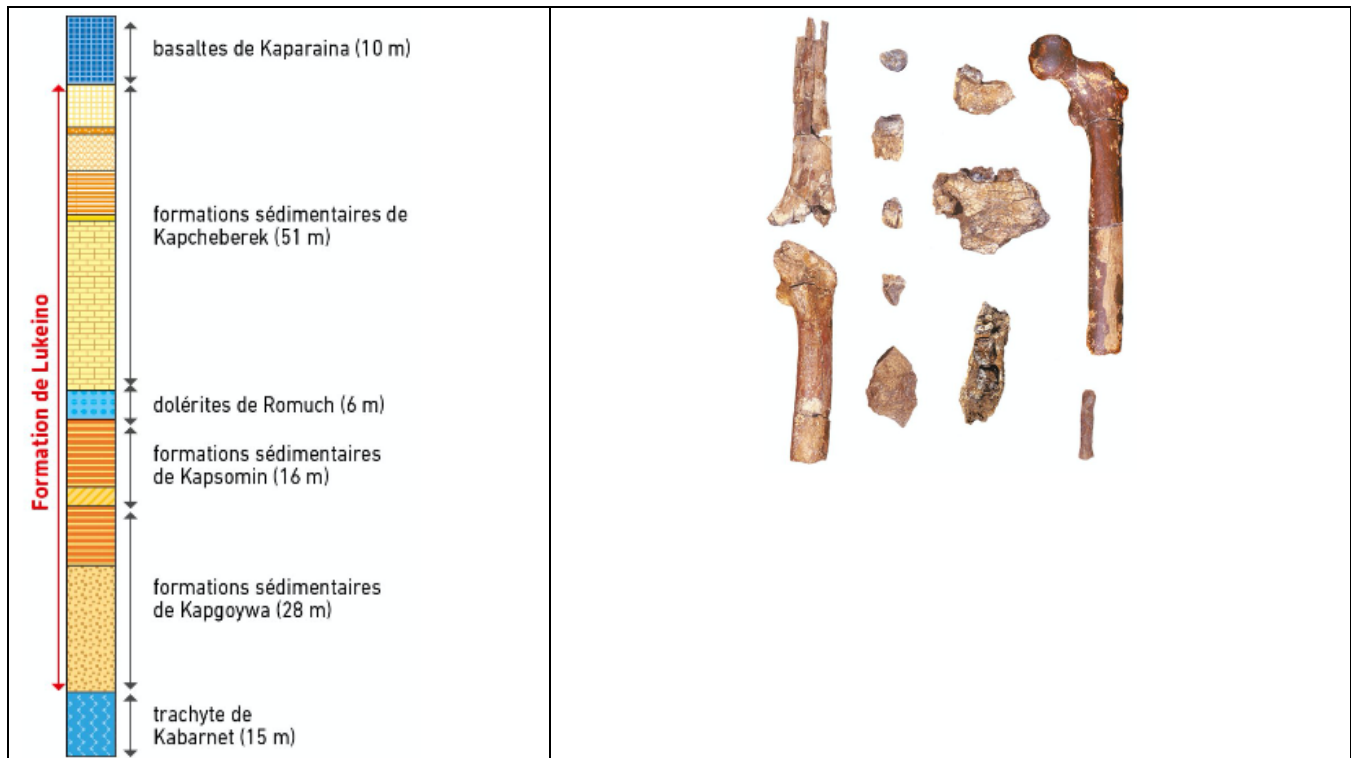 basaltes de Kaparaina (10 m)
formations sédimentaires de
Kapcheberek (51 m)
Formation de Lukeino
dolérites de Romuch (6 m)
formations sédimentaires
de Kapsomin (16 m)
formations sédimentaires
de Kapgoywa (28 m)
trachyte de
Kabarnet (15 m)